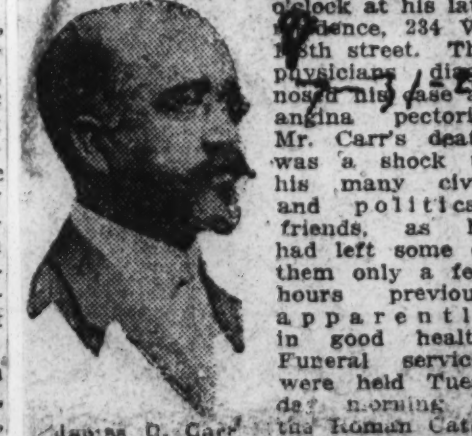 o'clock at his la
234
th street. Th
physicians diag
nosed his case
angina pectori
Mr. Carr's deat
was a shock
his many civ
and politica
friends, as h
had left some
them only a fe
hours previou
apparentl
in good healt
Funeral servic
were held Tue
day morning
the Roman Cat
James D. Carr